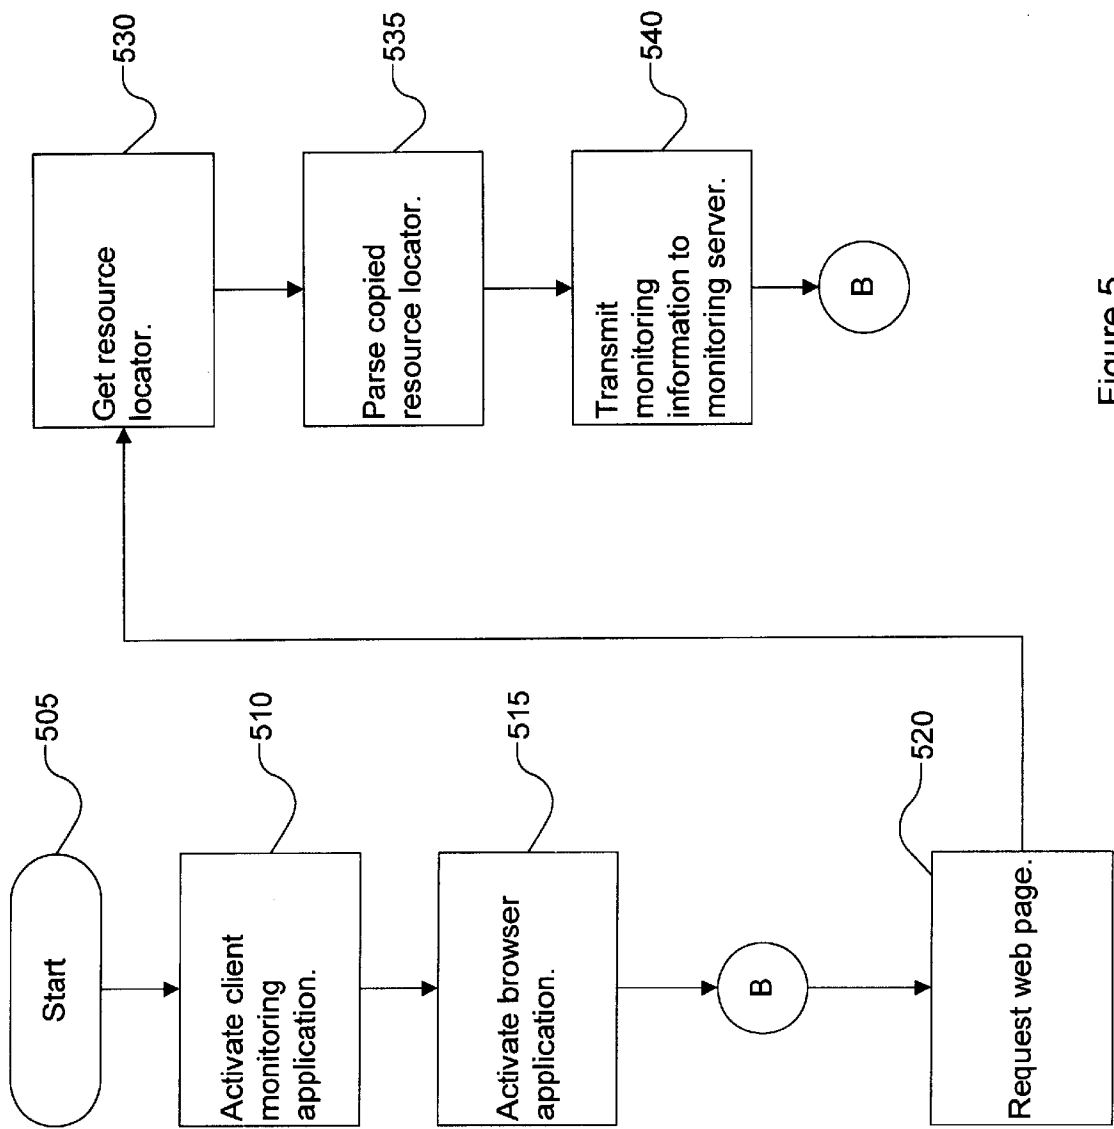 Start
505
Activate client
monitoring
application.
510
Activate browser
application.
515
B
Request web page.
520
Get resource
locator.
530
Parse copied
resource locator.
535
Transmit
monitoring
information to
monitoring server.
540
B
Figure 5